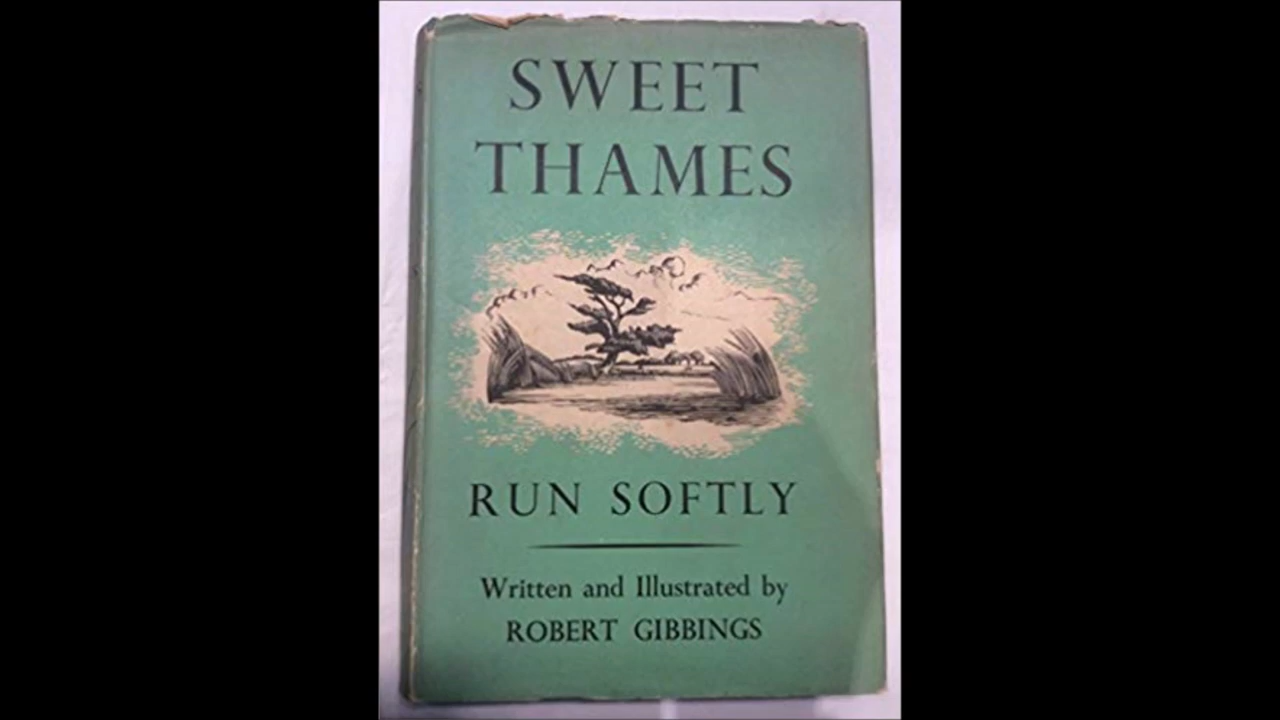 SWEET
THAMES
RUN SOFTLY
Written and Illustrated by
ROBERT GIBBINGS